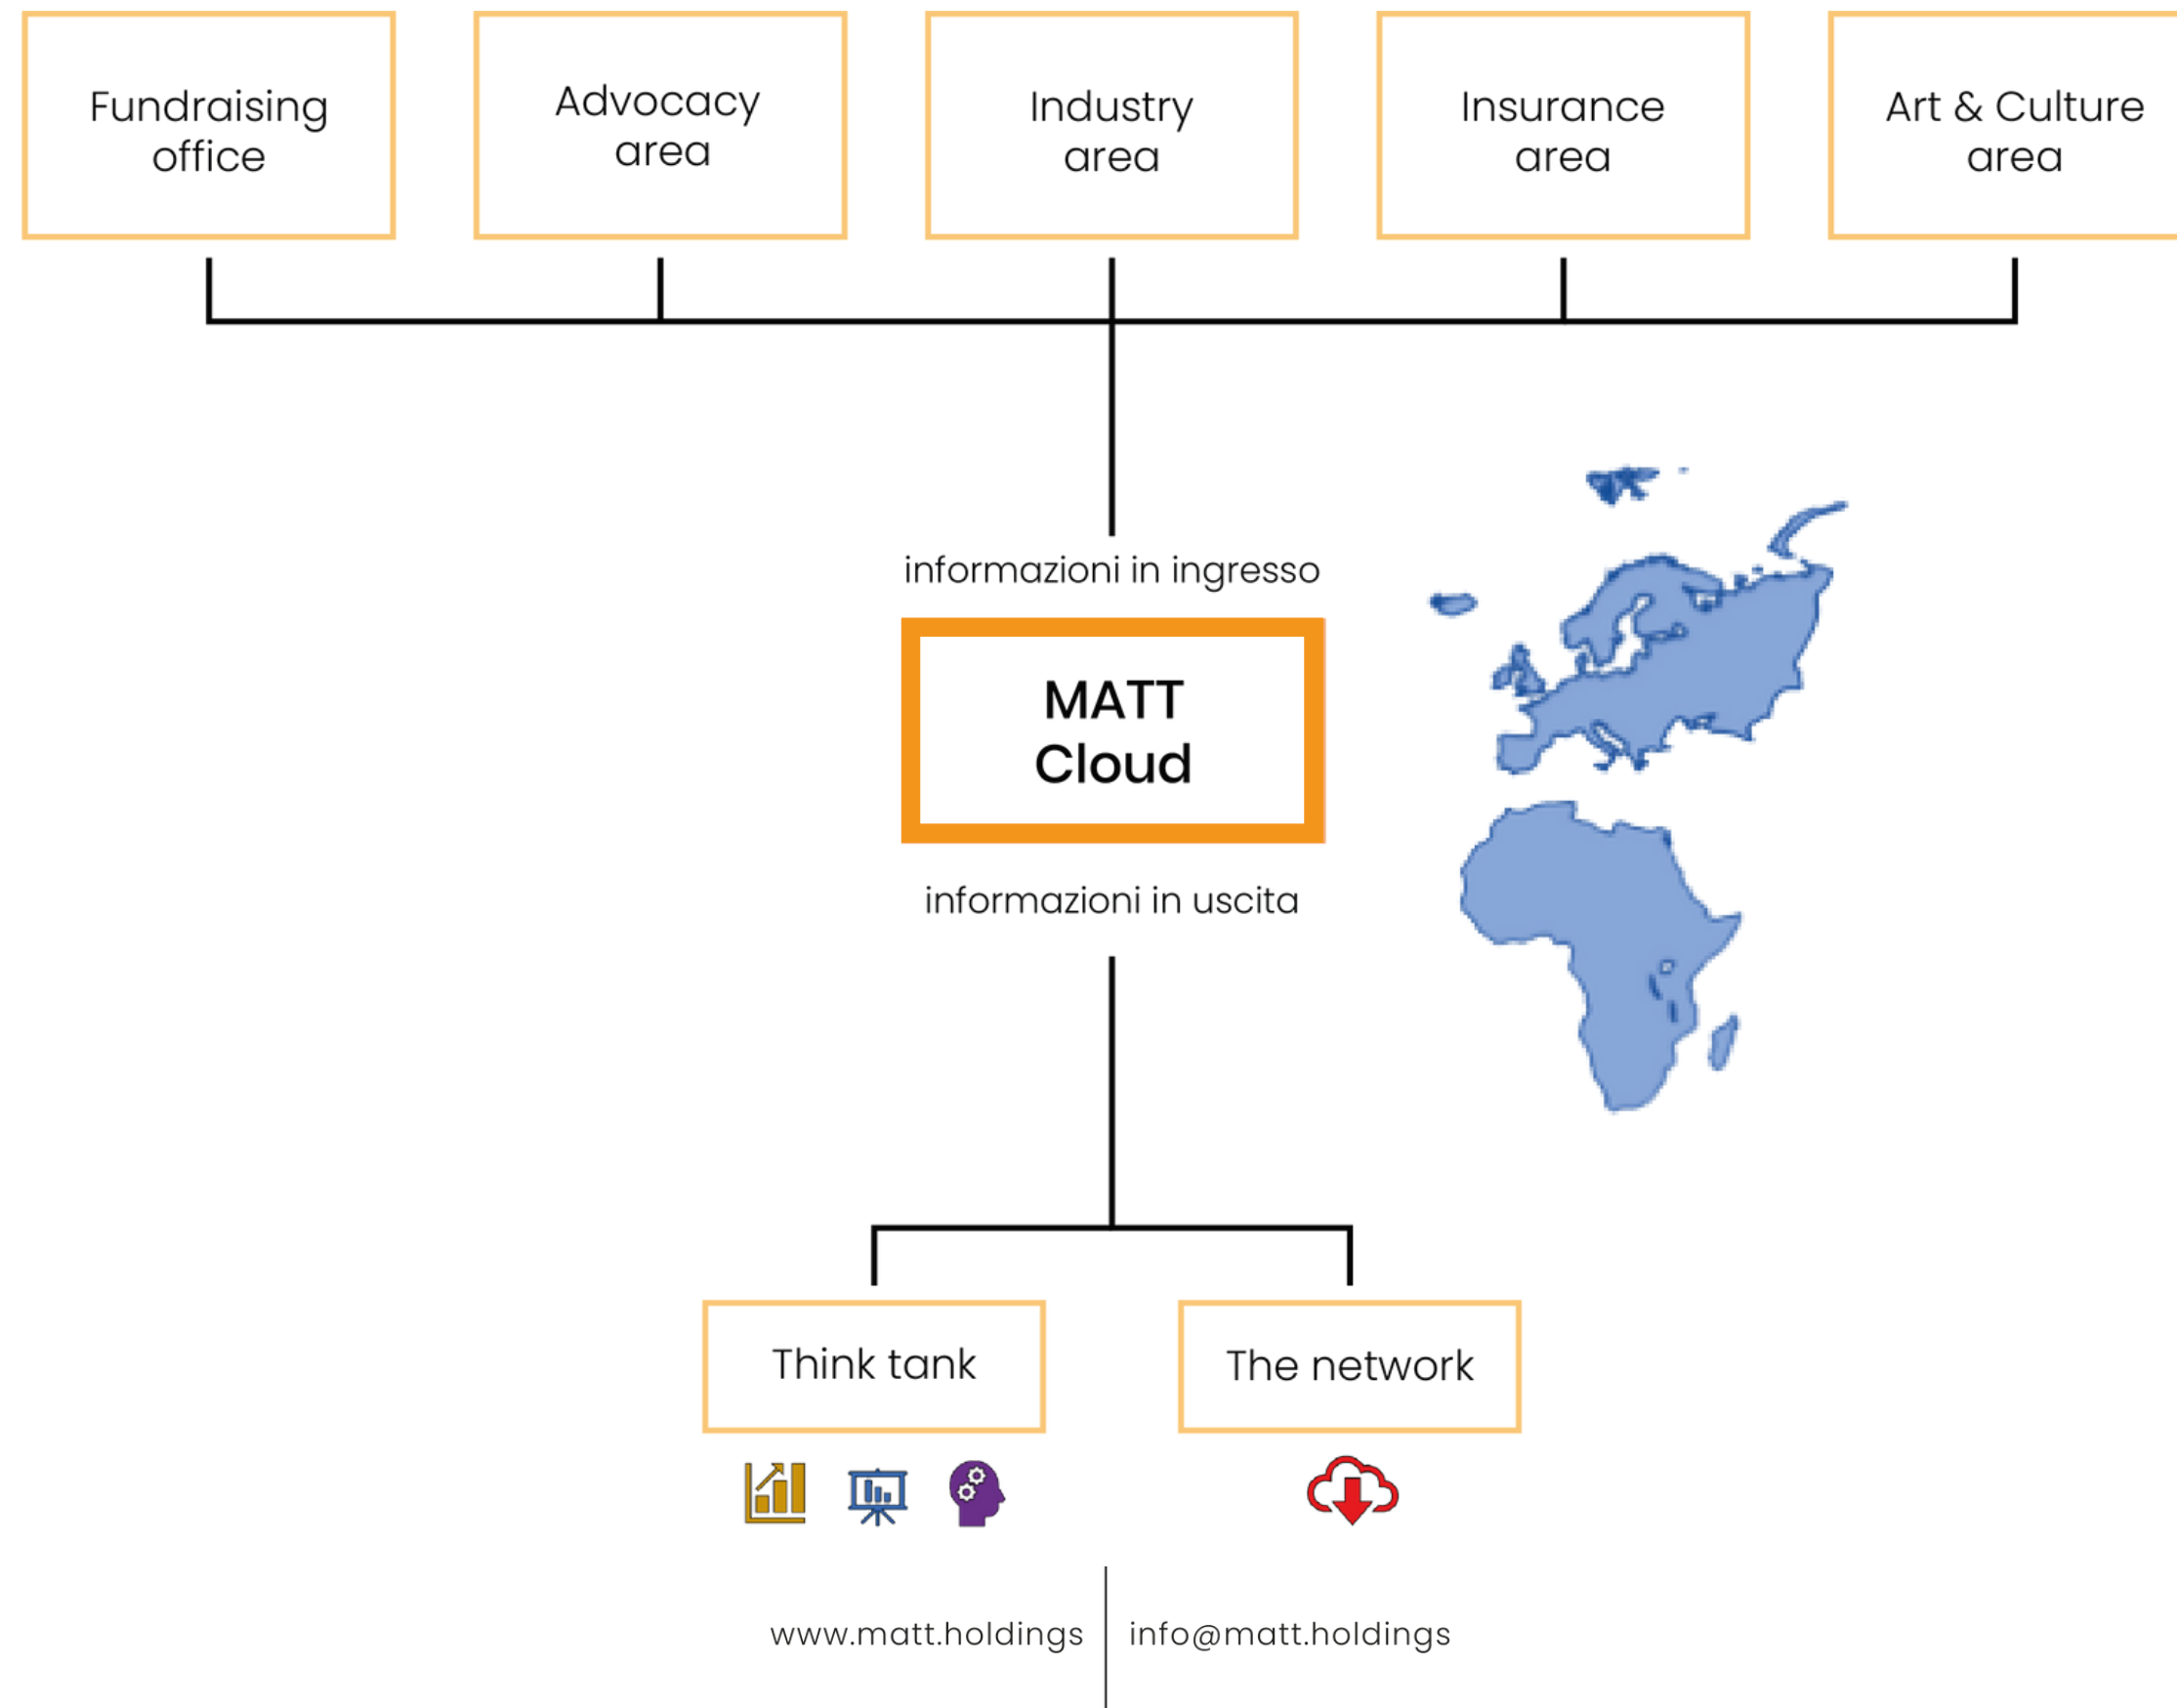 Fundraising
office
Advocacy
area
Industry
area
Insurance
area
Art & Culture
area
informazioni in ingresso
MATT
Cloud
informazioni in uscita
Think tank
The network
www.matt.holdings
info@matt.holdings